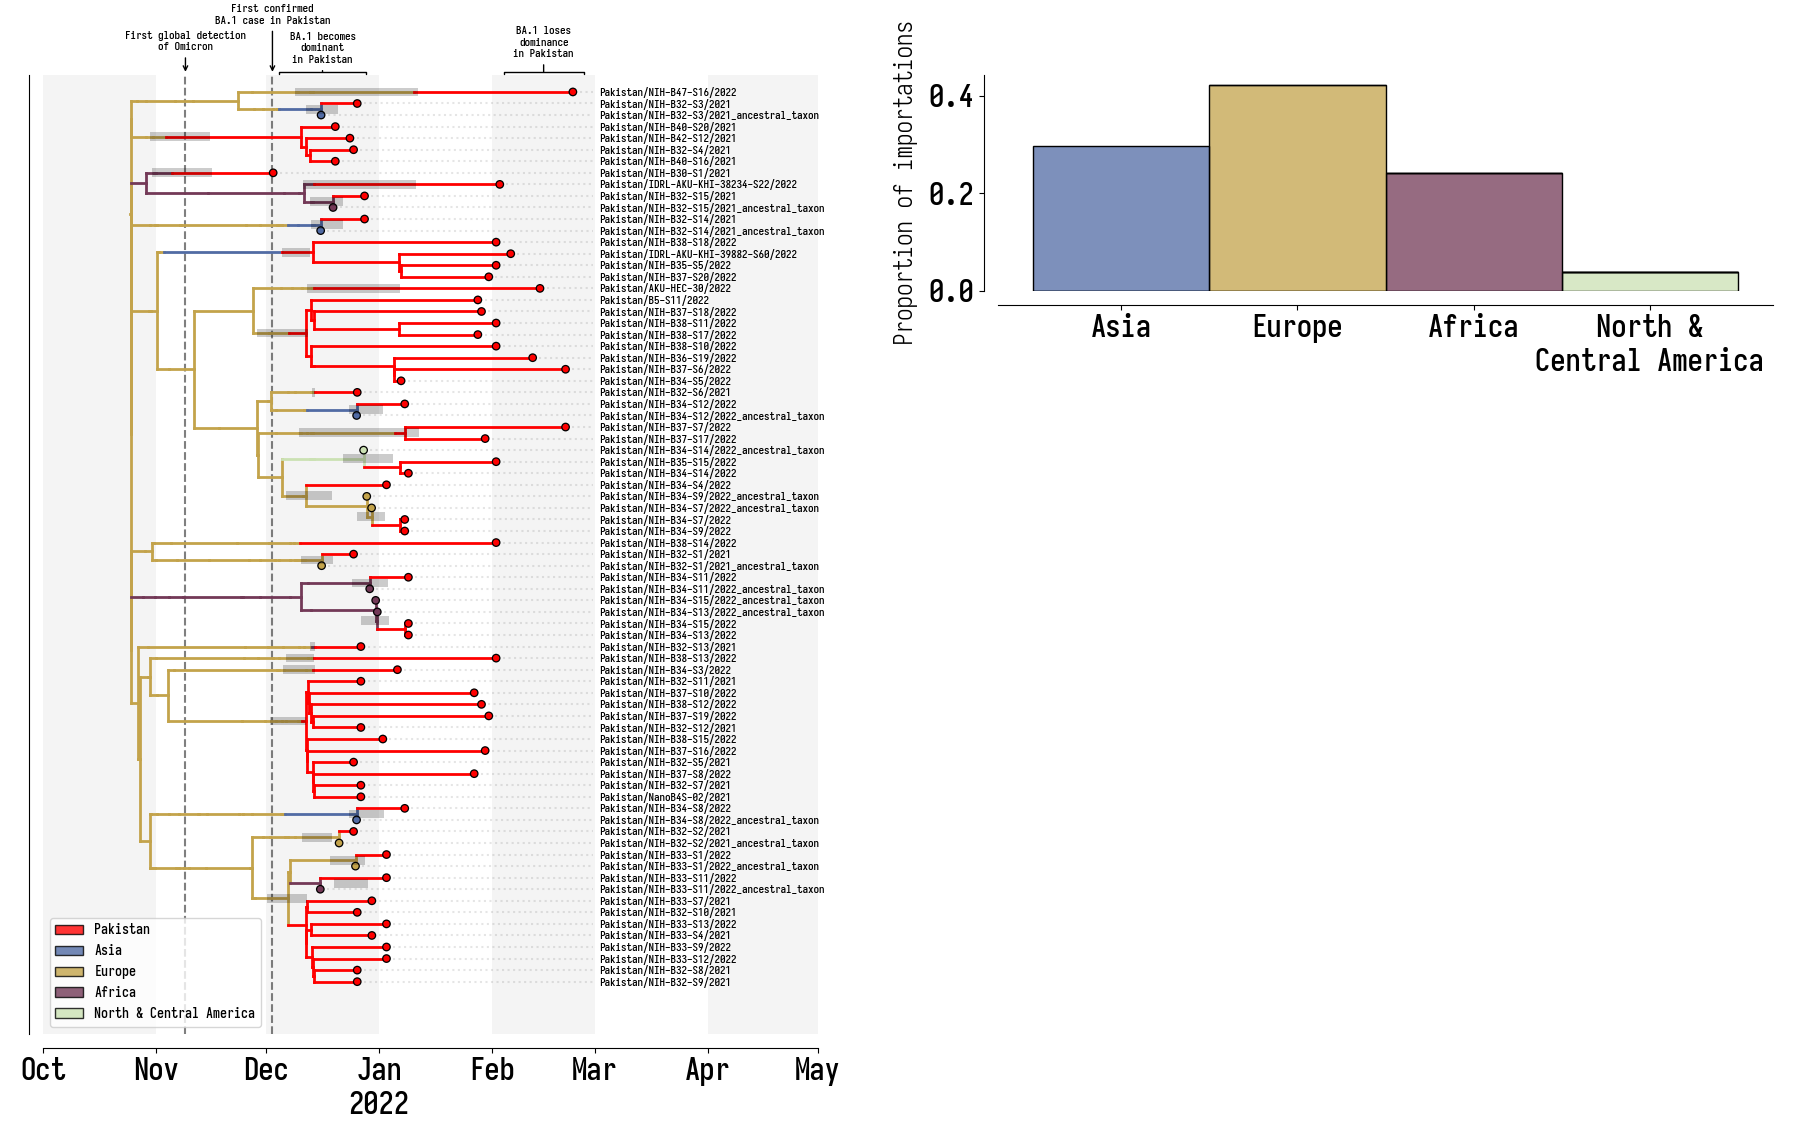 First confirmed
BA.1 case in Pakistan
First global detection
of Omicron
BA.1 becomes
dominant
in Pakistan
BA.1 loses
dominance
in Pakistan
Pakistan/NIH-B47-S16/2022
Pakistan/NIH-B32-S3/2021
Pakistan/NIH-B32-S3/2021_ancestral_taxon
Pakistan/NIH-B40-S20/2021
Pakistan/NIH-B42-S12/2021
Pakistan/NIH-B32-S4/2021
Pakistan/NIH-B40-S16/2021
Pakistan/NIH-B30-S1/2021
Pakistan/IDRL-AKU-KHI-38234-S22/2022
Pakistan/NIH-B32-S15/2021
Pakistan/NIH-B32-S15/2021_ancestral_taxon
Pakistan/NIH-B32-S14/2021
Pakistan/NIH-B32-S14/2021_ancestral_taxon
Pakistan/NIH-B38-S18/2022
Pakistan/IDRL-AKU-KHI-39882-S60/2022
Pakistan/NIH-B35-S5/2022
Pakistan/NIH-B37-S20/2022
Pakistan/AKU-HEC-30/2022
Pakistan/B5-S11/2022
Pakistan/NIH-B37-S18/2022
Pakistan/NIH-B38-S11/2022
Pakistan/NIH-B38-S17/2022
Pakistan/NIH-B38-S10/2022
Pakistan/NIH-B36-S19/2022
Pakistan/NIH-B37-S6/2022
Pakistan/NIH-B34-S5/2022
Pakistan/NIH-B32-S6/2021
Pakistan/NIH-B34-S12/2022
Pakistan/NIH-B34-S12/2022_ancestral_taxon
Pakistan/NIH-B37-S7/2022
Pakistan/NIH-B37-S17/2022
Pakistan/NIH-B34-S14/2022_ancestral_taxon
Pakistan/NIH-B35-S15/2022
Pakistan/NIH-B34-S14/2022
Pakistan/NIH-B34-S4/2022
Pakistan/NIH-B34-S9/2022_ancestral_taxon
Pakistan/NIH-B34-S7/2022_ancestral_taxon
Pakistan/NIH-B34-S7/2022
Pakistan/NIH-B34-S9/2022
Pakistan/NIH-B38-S14/2022
Pakistan/NIH-B32-S1/2021
Pakistan/NIH-B32-S1/2021_ancestral_taxon
Pakistan/NIH-B34-S11/2022
Pakistan/NIH-B34-S11/2022_ancestral_taxon
Pakistan/NIH-B34-S15/2022_ancestral_taxon
Pakistan/NIH-B34-S13/2022_ancestral_taxon
Pakistan/NIH-B34-S15/2022
Pakistan/NIH-B34-S13/2022
Pakistan/NIH-B32-S13/2021
Pakistan/NIH-B38-S13/2022
Pakistan/NIH-B34-S3/2022
Pakistan/NIH-B32-S11/2021
Pakistan/NIH-B37-S10/2022
Pakistan/NIH-B38-S12/2022
Pakistan/NIH-B37-S19/2022
Pakistan/NIH-B32-S12/2021
Pakistan/NIH-B38-S15/2022
Pakistan/NIH-B37-S16/2022
Pakistan/NIH-B32-S5/2021
Pakistan/NIH-B37-S8/2022
Pakistan/NIH-B32-S7/2021
Pakistan/NanoB4S-02/2021
Pakistan/NIH-B34-S8/2022
Pakistan/NIH-B34-S8/2022_ancestral_taxon
Pakistan/NIH-B32-S2/2021
Pakistan/NIH-B32-S2/2021_ancestral_taxon
Pakistan/NIH-B33-S1/2022
Pakistan/NIH-B33-S1/2022_ancestral_taxon
Pakistan/NIH-B33-S11/2022
Pakistan/NIH-B33-S11/2022_ancestral_taxon
Pakistan/NIH-B33-S7/2021
Pakistan/NIH-B32-S10/2021
Pakistan/NIH-B33-S13/2022
Pakistan/NIH-B33-S4/2021
Pakistan/NIH-B33-S9/2022
Pakistan/NIH-B33-S12/2022
Pakistan/NIH-B32-S8/2021
Pakistan/NIH-B32-S9/2021
Pakistan
Asia
Europe
Africa
North & Central America
Oct Nov Dec Jan Feb Mar Apr May
2022
Proportion of importations
0.4
0.2
0.0
Asia Europe Africa North &
Central America